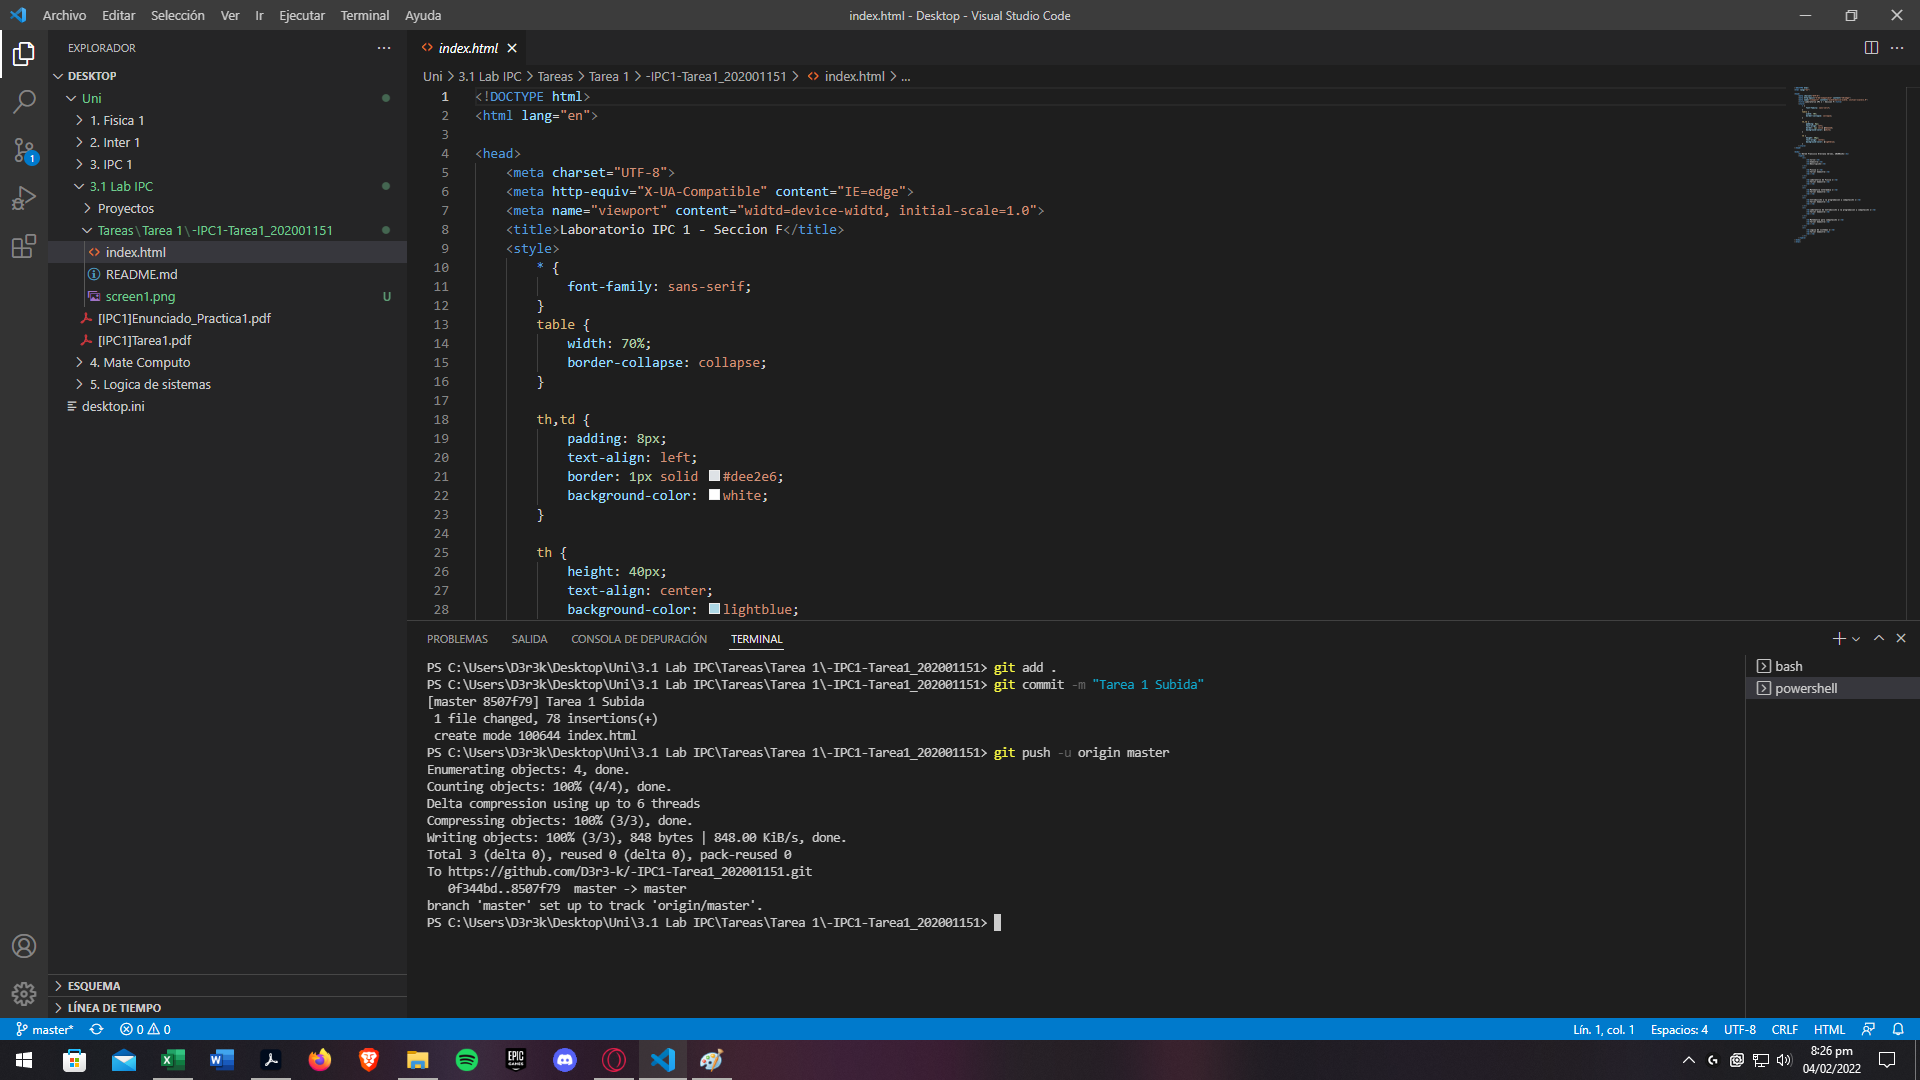 Archivo Editar Selección Ver Ir Ejecutar Terminal Ayuda
index.html - Desktop - Visual Studio Code
EXPLORADOR
DESKTOP
Uni
1. Fisica 1
2. Inter 1
3. IPC 1
3.1 Lab IPC
Proyectos
Tareas \ Tarea 1 \ -IPC1-Tarea1_202001151
index.html
README.md
screen1.png U
[IPC1]Enunciado_Practica1.pdf
[IPC1]Tarea1.pdf
4. Mate Computo
5. Logica de sistemas
desktop.ini
ESQUEMA
LÍNEA DE TIEMPO
1
index.html
Uni > 3.1 Lab IPC > Tareas > Tarea 1 > -IPC1-Tarea1_202001151 > index.html > ...
1 <!DOCTYPE html>
2 <html lang="en">
3
4 <head>
5 <meta charset="UTF-8">
6 <meta http-equiv="X-UA-Compatible" content="IE=edge">
7 <meta name="viewport" content="widtd=device-widtd, initial-scale=1.0">
8 <title>Laboratorio IPC 1 - Seccion F</title>
9 <style>
10 * {
11 font-family: sans-serif;
12 }
13 table {
14 width: 70%;
15 border-collapse: collapse;
16 }
17
18 th,td {
19 padding: 8px;
20 text-align: left;
21 border: 1px solid #dee2e6;
22 background-color: white;
23 }
24
25 th {
26 height: 40px;
27 text-align: center;
28 background-color: lightblue;
PROBLEMAS SALIDA CONSOLA DE DEPURACIÓN TERMINAL
PS C:\Users\D3r3k\Desktop\Uni\3.1 Lab IPC\Tareas\Tarea 1\-IPC1-Tarea1_202001151> git add .
PS C:\Users\D3r3k\Desktop\Uni\3.1 Lab IPC\Tareas\Tarea 1\-IPC1-Tarea1_202001151> git commit -m "Tarea 1 Subida"
[master 8507f79] Tarea 1 Subida
1 file changed, 78 insertions(+)
create mode 100644 index.html
PS C:\Users\D3r3k\Desktop\Uni\3.1 Lab IPC\Tareas\Tarea 1\-IPC1-Tarea1_202001151> git push -u origin master
Enumerating objects: 4, done.
Counting objects: 100% (4/4), done.
Delta compression using up to 6 threads
Compressing objects: 100% (3/3), done.
Writing objects: 100% (3/3), 848 bytes | 848.00 KiB/s, done.
Total 3 (delta 0), reused 0 (delta 0), pack-reused 0
To https://github.com/D3r3-k/-IPC1-Tarea1_202001151.git
0f344bd..8507f79 master -> master
branch 'master' set up to track 'origin/master'.
PS C:\Users\D3r3k\Desktop\Uni\3.1 Lab IPC\Tareas\Tarea 1\-IPC1-Tarea1_202001151>
bash
powershell
master* 0 0
Lín. 1, col. 1 Espacios: 4 UTF-8 CRLF HTML
EPIC GAMES
8:26 pm
04/02/2022